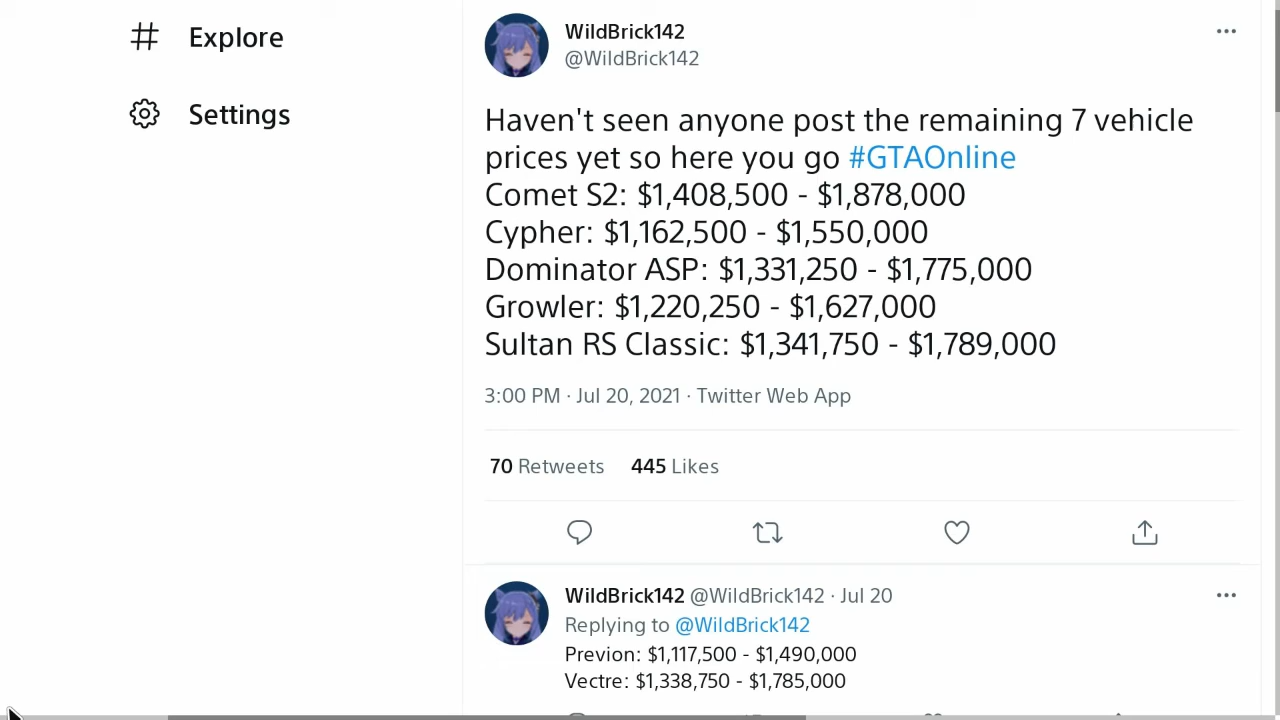 Explore
Settings
WildBrick142
@WildBrick142
Haven't seen anyone post the remaining 7 vehicle
prices yet so here you go #GTAOnline
Comet S2: $1,408,500 - $1,878,000
Cypher: $1,162,500 - $1,550,000
Dominator ASP: $1,331,250 - $1,775,000
Growler: $1,220,250 - $1,627,000
Sultan RS Classic: $1,341,750 - $1,789,000
3:00 PM · Jul 20, 2021 · Twitter Web App
70 Retweets 445 Likes
WildBrick142 @WildBrick142 · Jul 20
Replying to @WildBrick142
Previon: $1,117,500 - $1,490,000
Vectre: $1,338,750 - $1,785,000